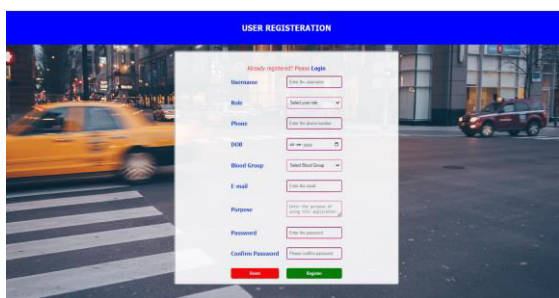 USER REGISTERATION
Already registered? Please Login
Username Enter the username
Role Select your role
Phone Enter the phone number
DOB dd-mm-yyyy
Blood Group Select Blood Group
E-mail Enter the email
Purpose Enter the purpose of
using this application
Password Enter the password
Confirm Password Please confirm password
Reset Register